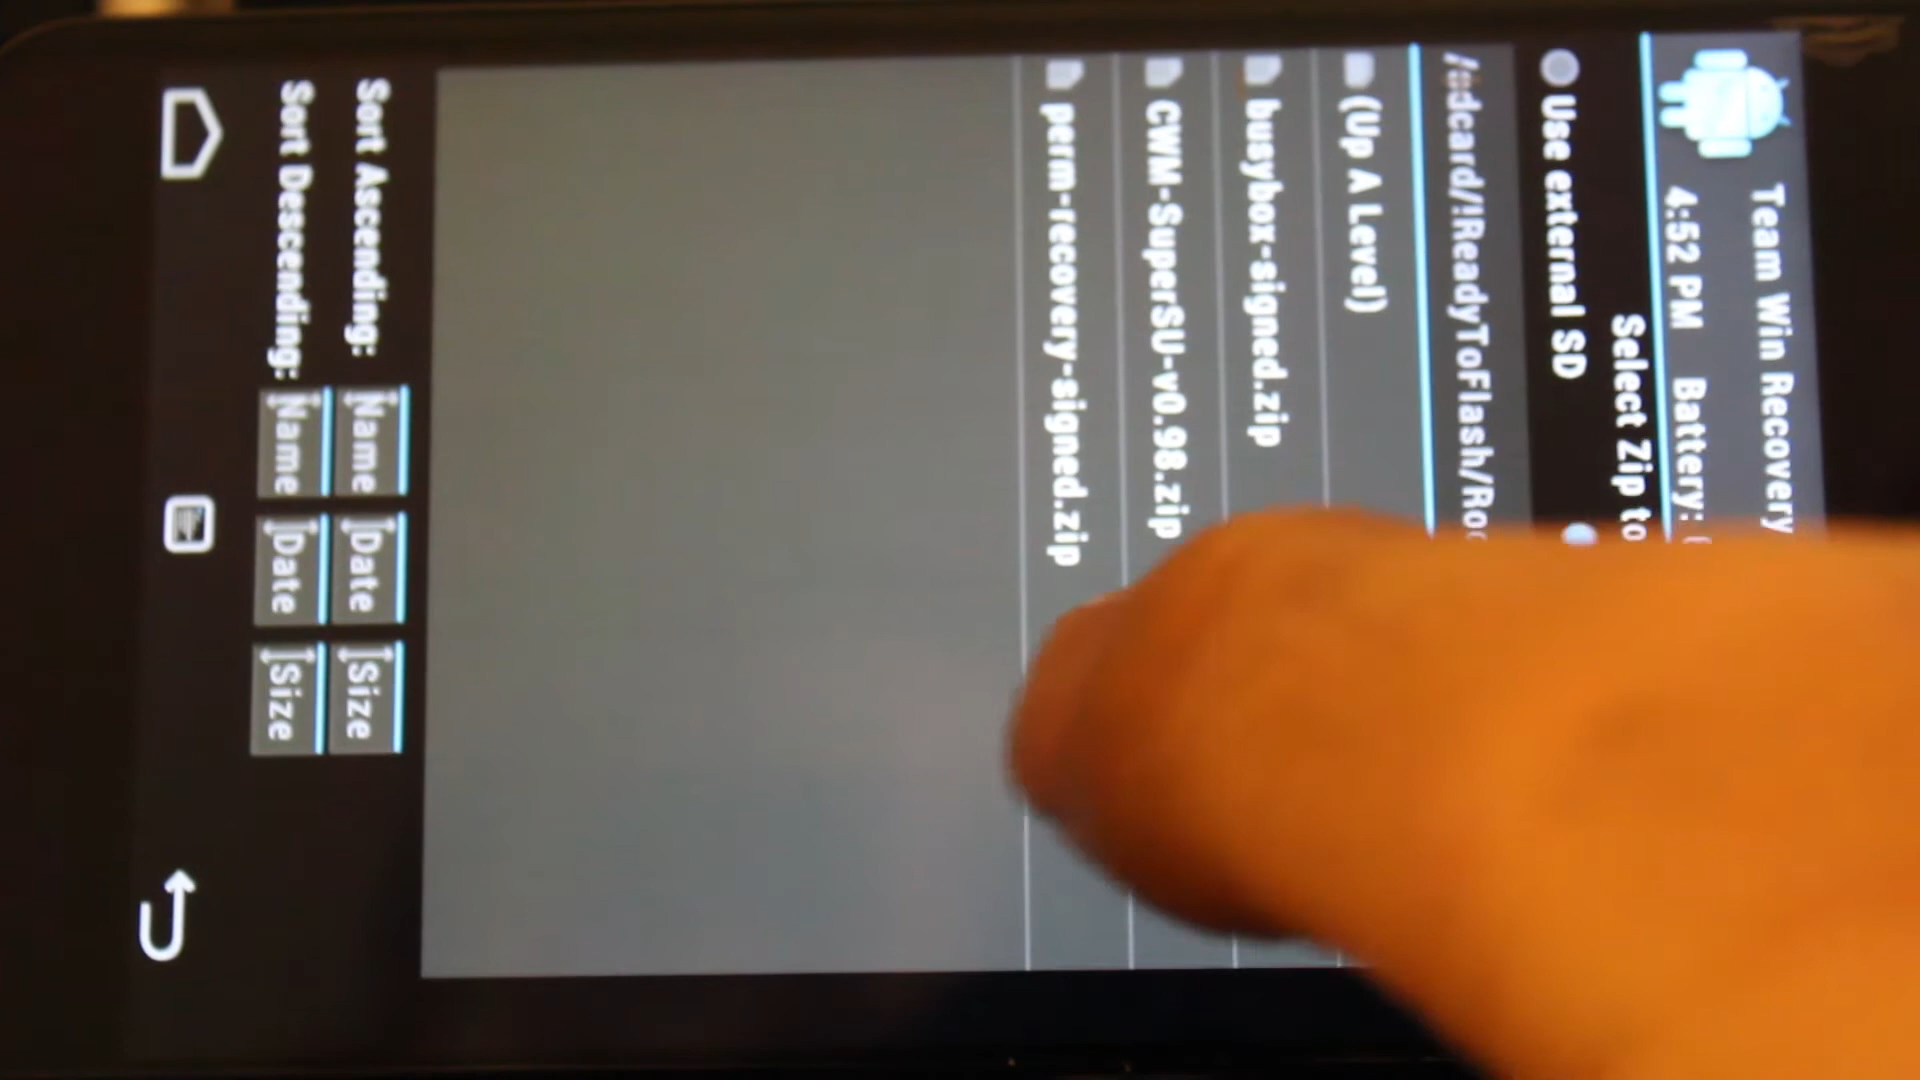 Team Win Recovery
4:52 PM Battery:
Select Zip to
Use external SD
/sdcard/iReadyToFlash/Roo
(Up A Level)
busybox-signed.zip
CWM-SuperSU-v0.98.zip
perm-recovery-signed.zip
Sort Ascending: Name Date Size
Sort Descending: Name Date Size